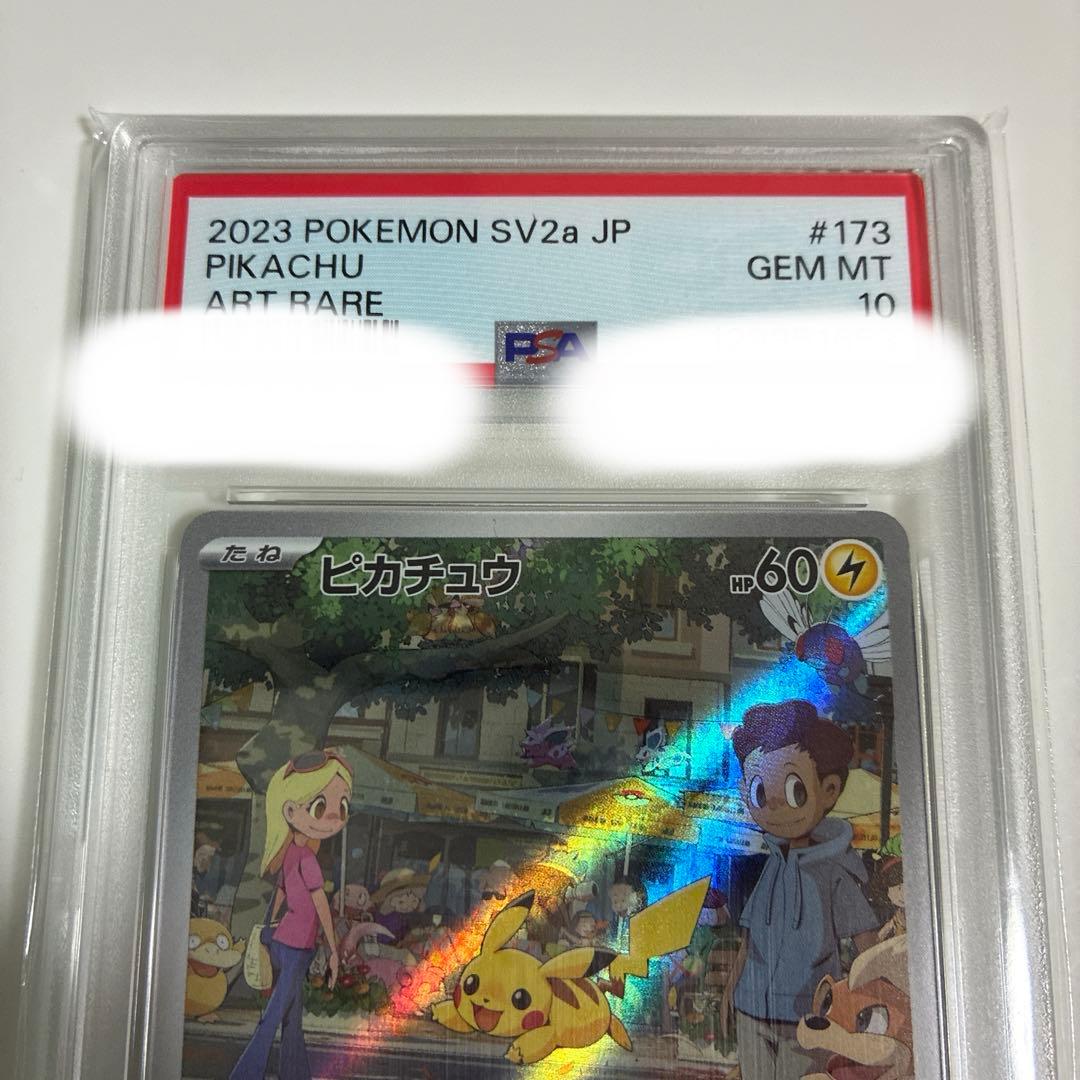 2023 POKEMON SV2a JP #173
PIKACHU GEM MT
ART RARE 10
PSA
たね ピカチュウ HP60